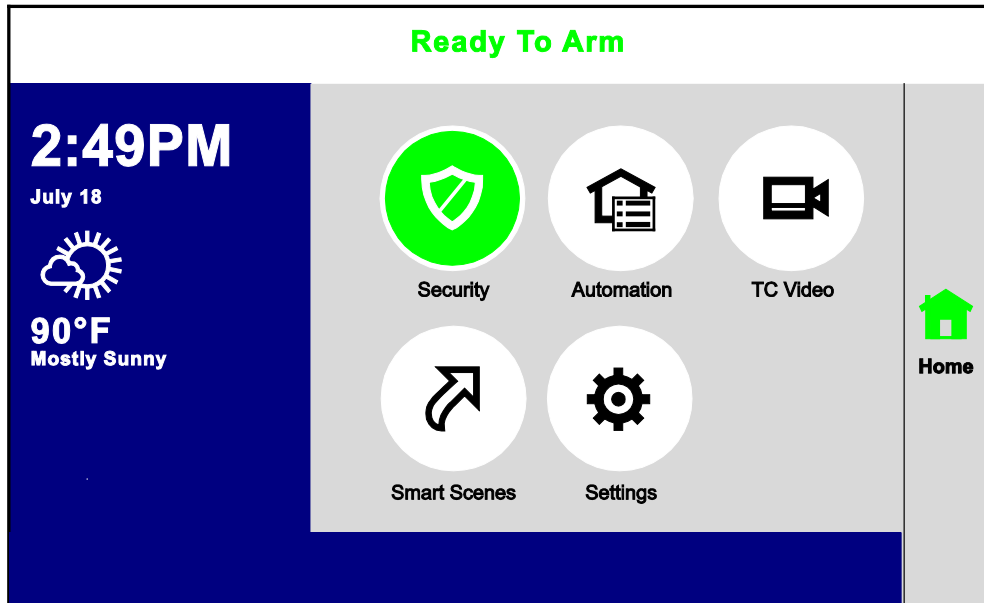 Ready To Arm
2:49PM
July 18
90°F
Mostly Sunny
Security
Automation
TC Video
Smart Scenes
Settings
Home